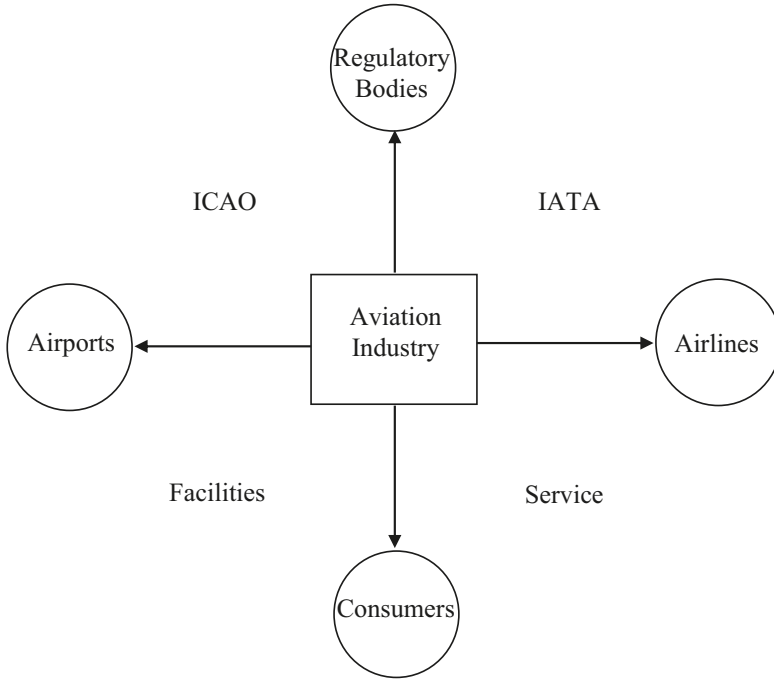 Regulatory
Bodies
ICAO
IATA
Aviation
Industry
Airports
Airlines
Facilities
Service
Consumers